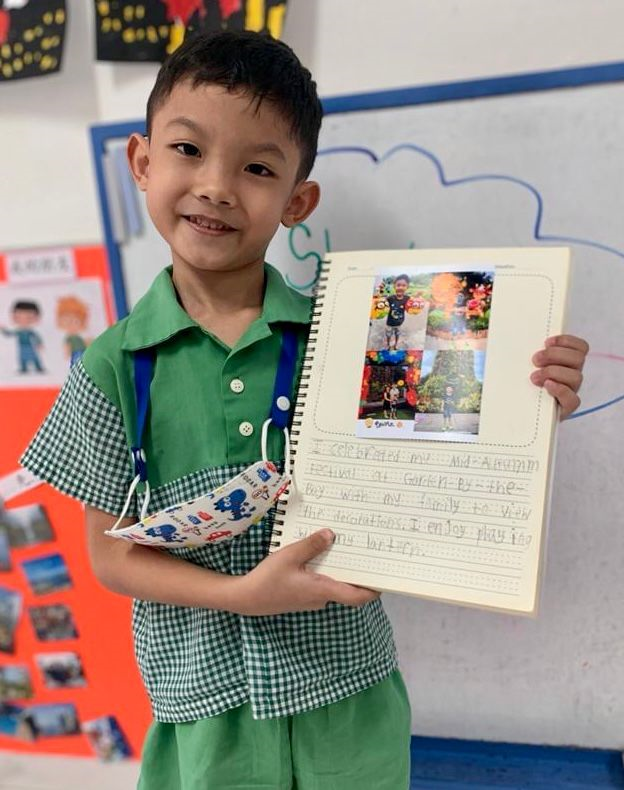 I celebrated my Mid-Autumn
Festival at Garden-By-the-
Bay with my family to view
the decorations. I enjoy playing
my lantern.